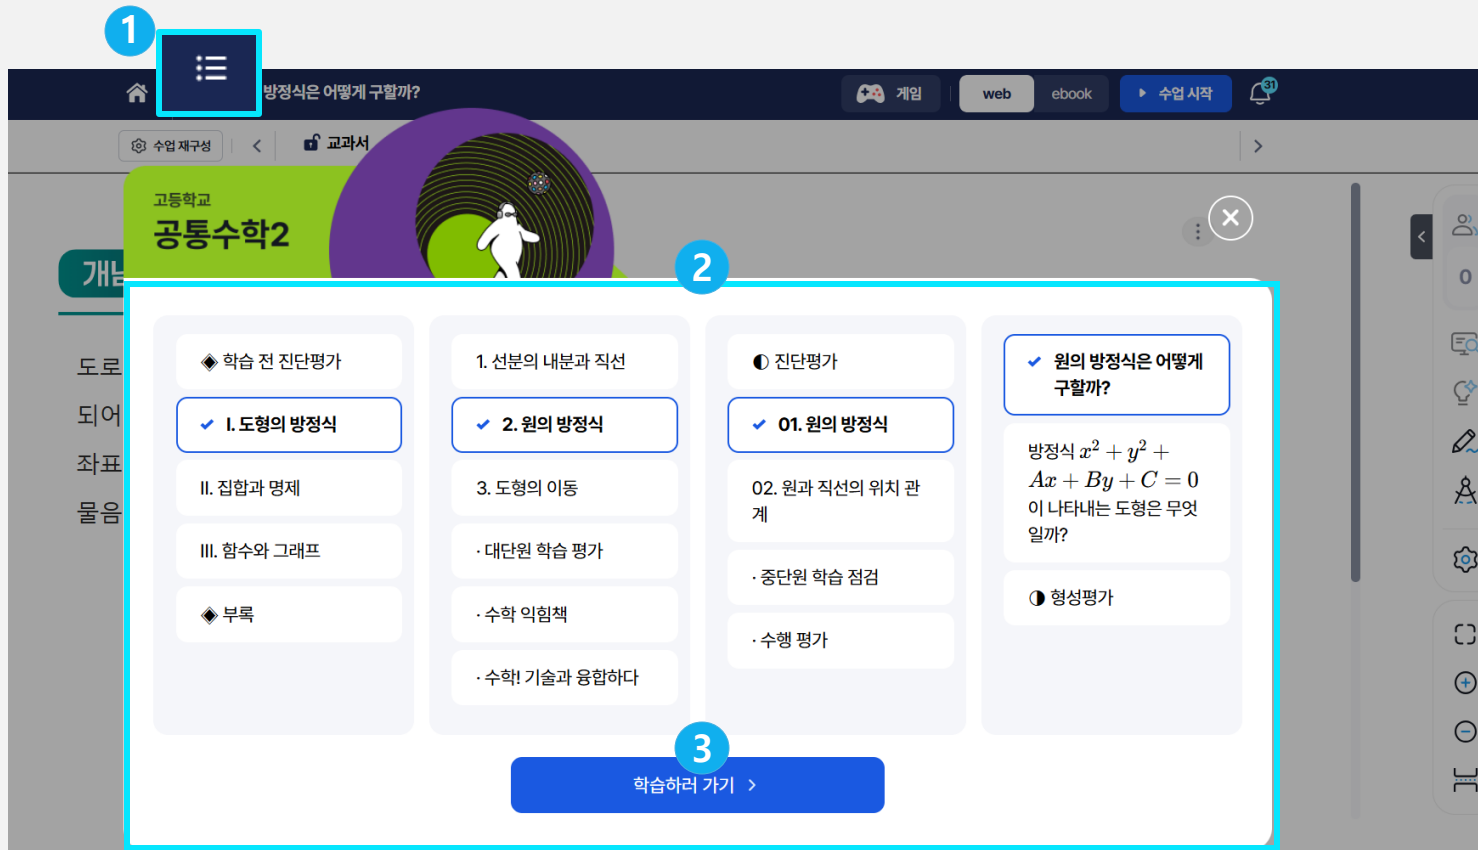 1
방정식은 어떻게 구할까?
게임
web
ebook
수업 시작
31
수업 재구성
교과서
고등학교
공통수학2
개념
도로
되어
좌표
물음
0
2
◈ 학습 전 진단평가
✓ I. 도형의 방정식
II. 집합과 명제
III. 함수와 그래프
◈ 부록
1. 선분의 내분과 직선
✓ 2. 원의 방정식
3. 도형의 이동
· 대단원 학습 평가
· 수학 익힘책
· 수학! 기술과 융합하다
◐ 진단평가
✓ 01. 원의 방정식
02. 원과 직선의 위치 관
계
· 중단원 학습 점검
· 수행 평가
✓ 원의 방정식은 어떻게
구할까?
방정식 x² + y² +
Ax + By + C = 0
이 나타내는 도형은 무엇
일까?
◑ 형성평가
3
학습하러 가기 >